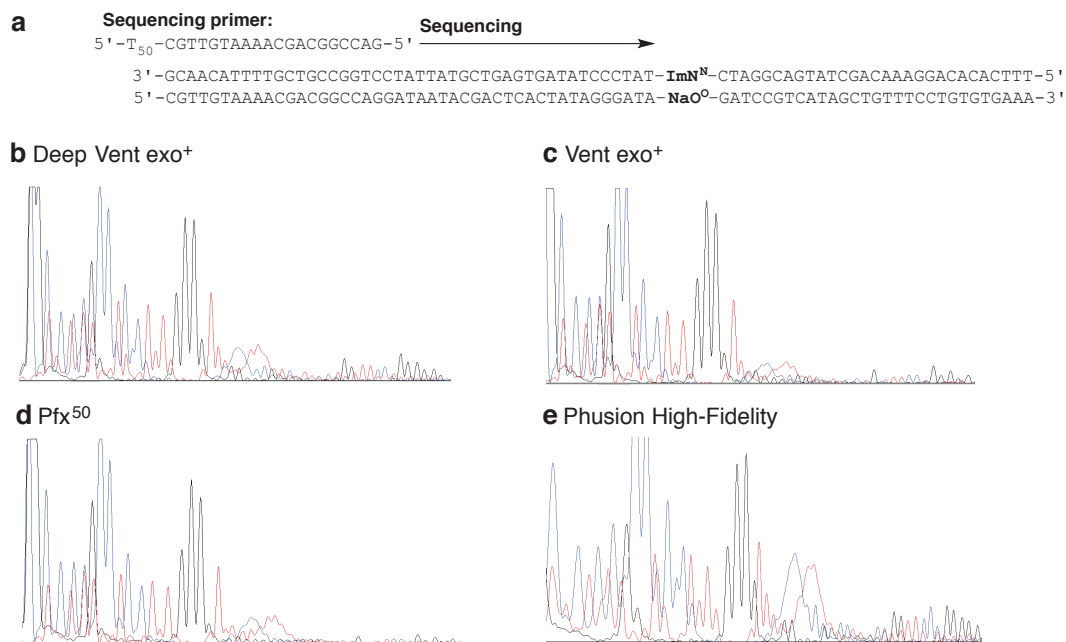 a
Sequencing primer:
Sequencing
5'-T50-CGTTGTAAAACGACGGCCAG-5'
3'-GCAACATTTTGCTGCCGGTCCTATTATGCTGAGTGATATCCCTAT-ImNᴺ-CTAGGCAGTATCGACAAAGGACACACTTT-5'
5'-CGTTGTAAAACGACGGCCAGGATAATACGACTCACTATAGGGATA-NaOᴼ-GATCCGTCATAGCTGTTTCCTGTGTGAAA-3'
b Deep Vent exo⁺
c Vent exo⁺
d Pfx⁵⁰
e Phusion High-Fidelity